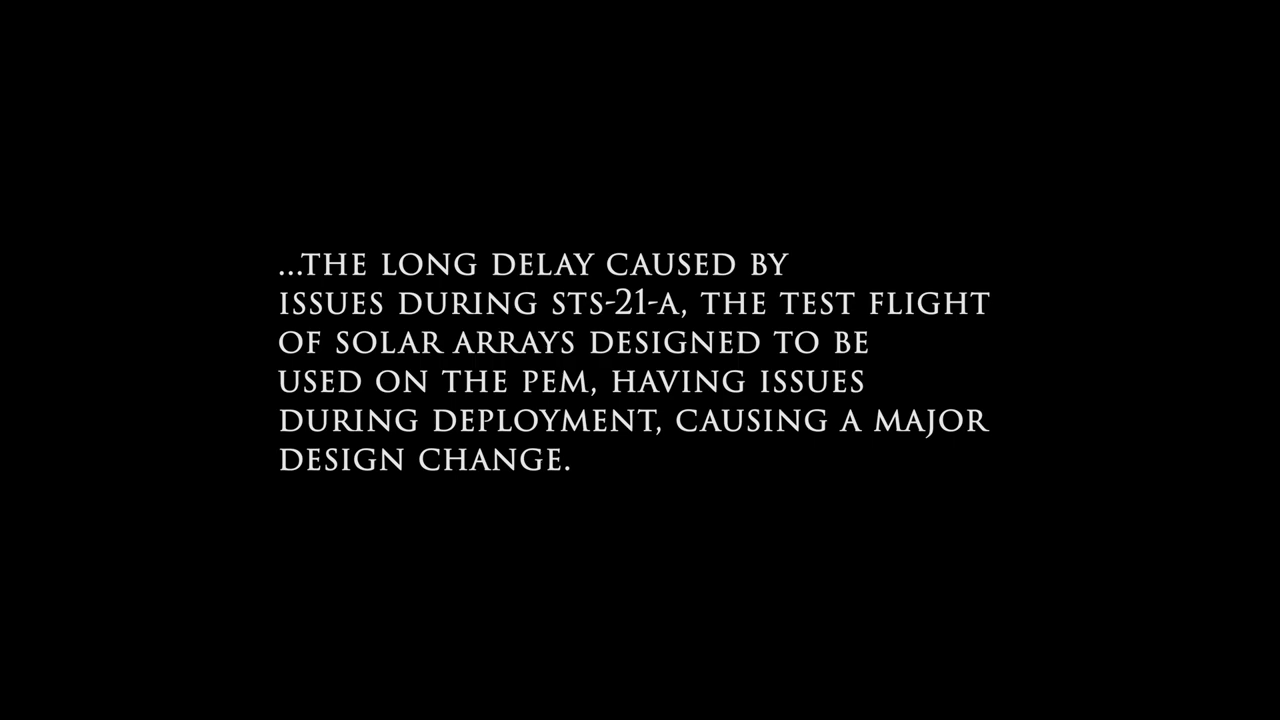 ...THE LONG DELAY CAUSED BY
ISSUES DURING STS-21-A, THE TEST FLIGHT
OF SOLAR ARRAYS DESIGNED TO BE
USED ON THE PEM, HAVING ISSUES
DURING DEPLOYMENT, CAUSING A MAJOR
DESIGN CHANGE.